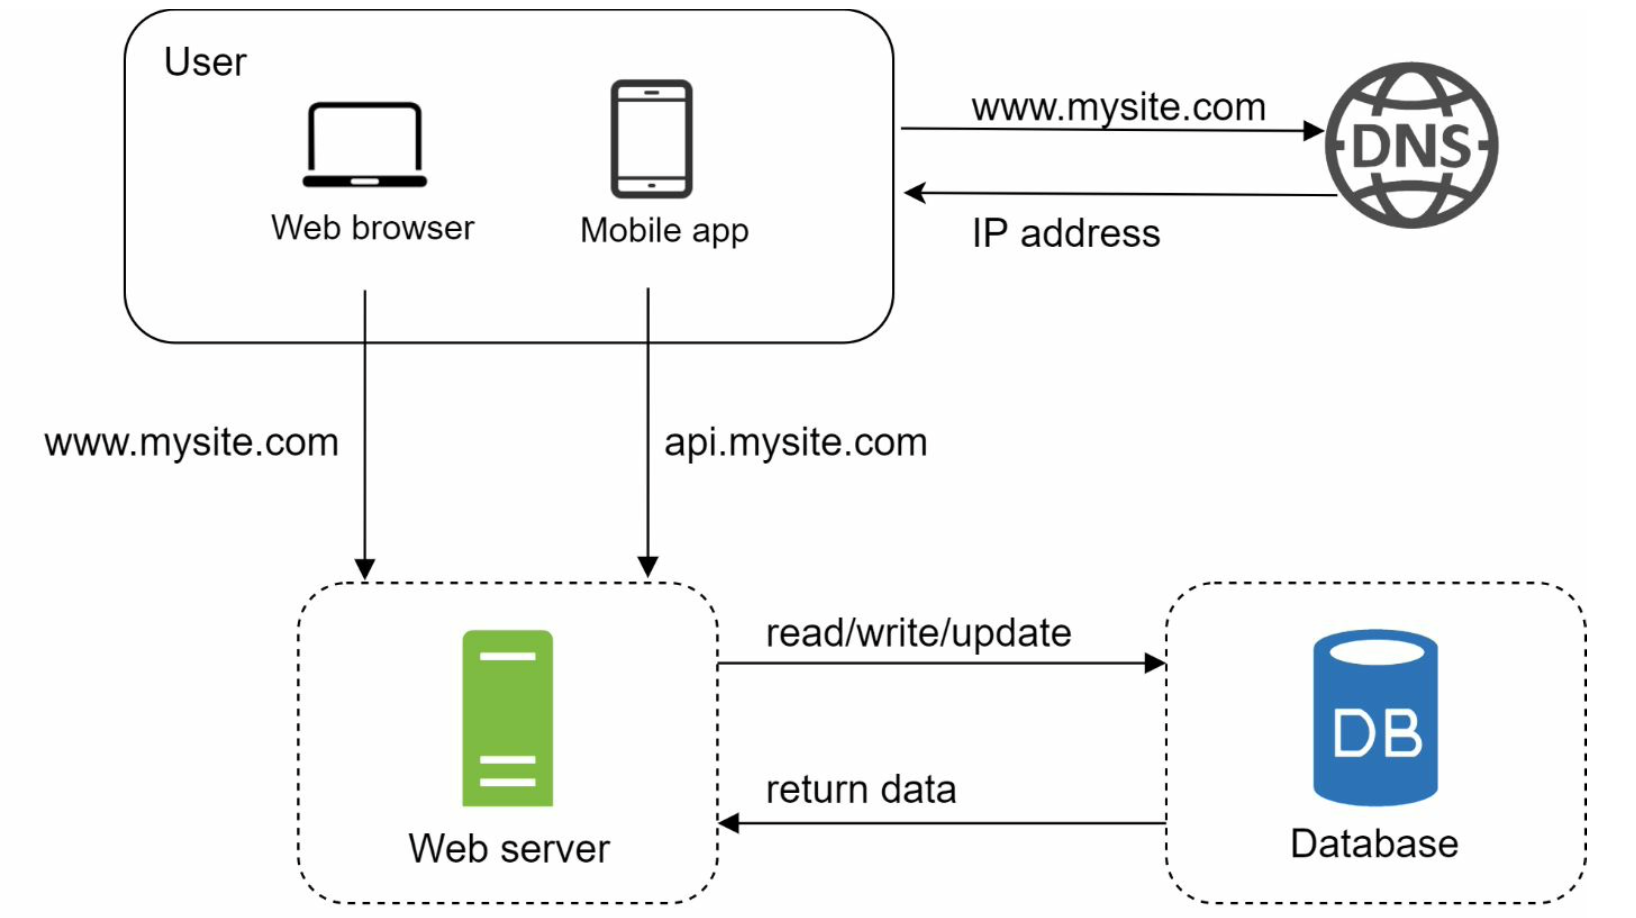 User
Web browser
Mobile app
www.mysite.com
DNS
IP address
www.mysite.com
api.mysite.com
read/write/update
return data
Web server
DB
Database